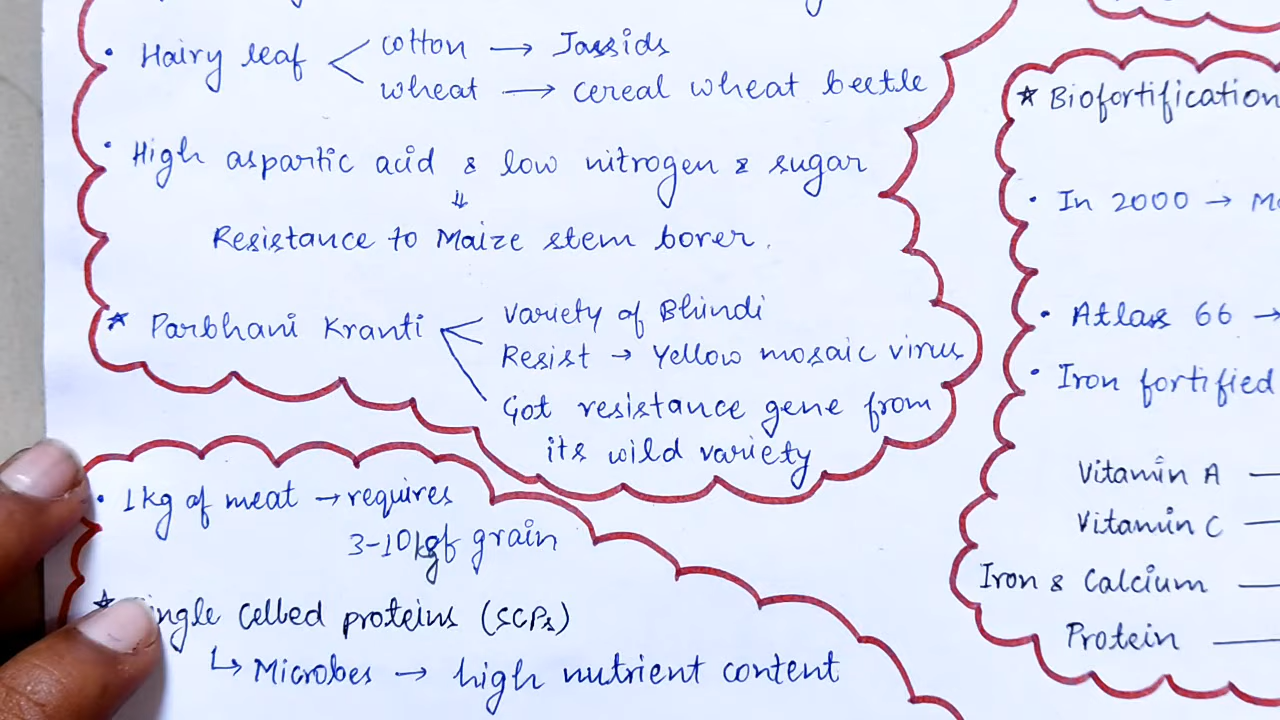 • Hairy leaf < cotton → Jassids
wheat → cereal wheat beetle
• High aspartic acid & low nitrogen & sugar
⇓
Resistance to Maize stem borer.
★ Parbhani Kranti
Variety of Bhindi
Resist → Yellow mosaic virus
Got resistance gene from
its wild variety
• 1kg of meat → requires
3-10kg of grain
★ ingle Celled proteins (SCPs)
↳ Microbes → high nutrient content
★ Biofortification
• In 2000 →
• Atlas 66 →
• Iron fortified
Vitamin A —
Vitamin C —
Iron & Calcium —
Protein —